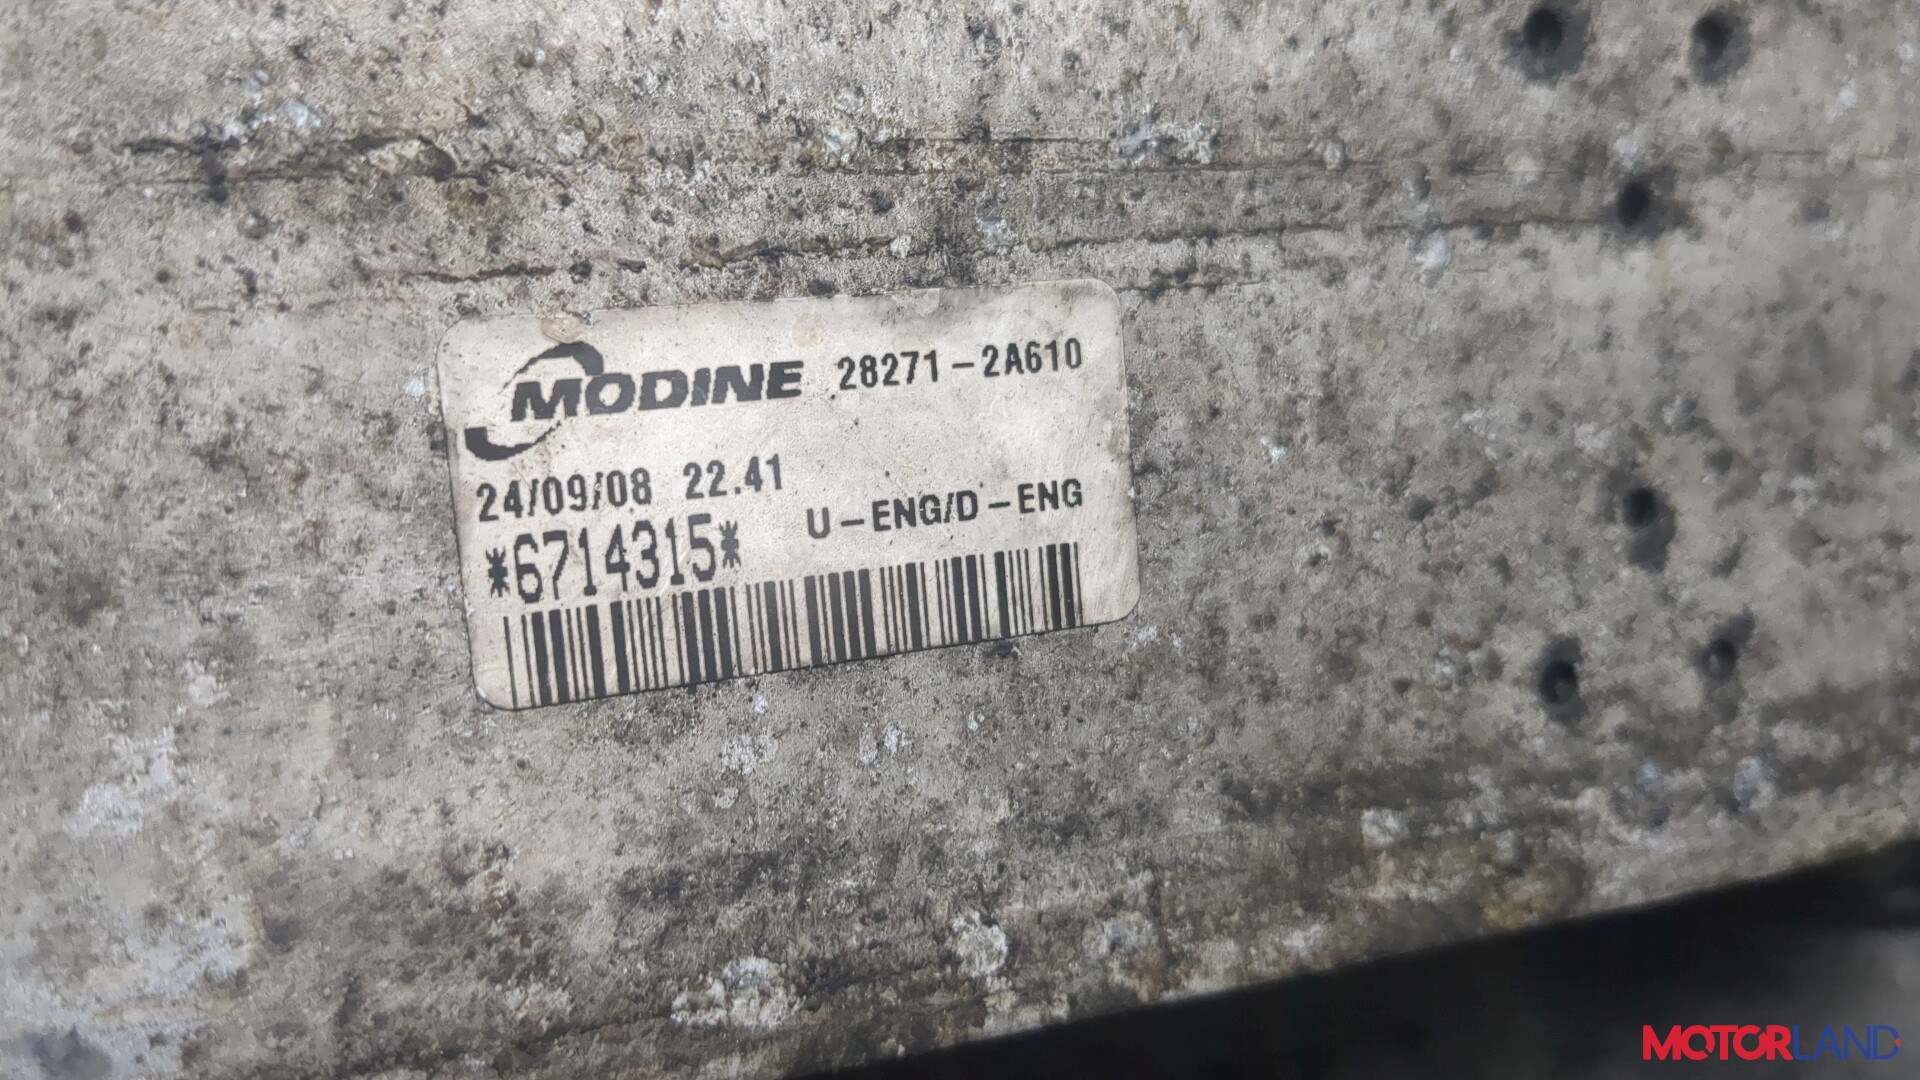 MODINE 28271-2A610
24/09/08 22.41
*6714315* U-ENG/D-ENG
MOTORLAND